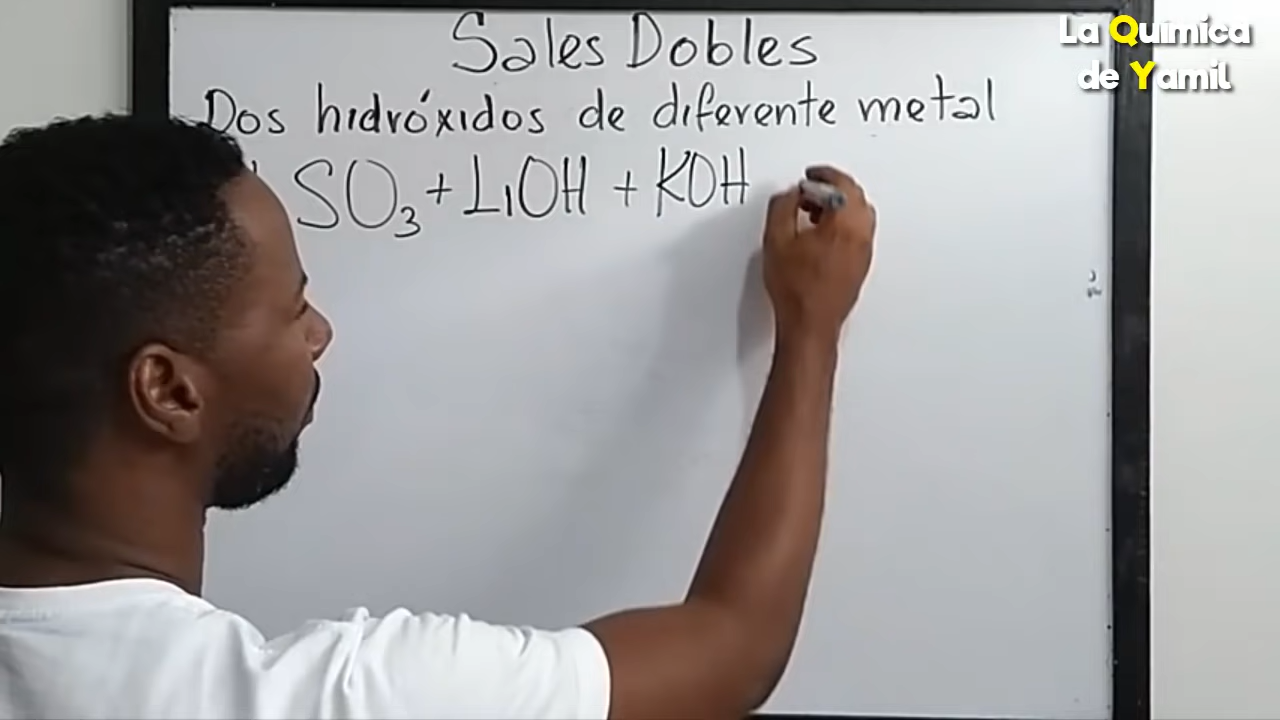 La Química
de Yamil
Sales Dobles
Dos hidróxidos de diferente metal
SO₃ + LiOH + KOH